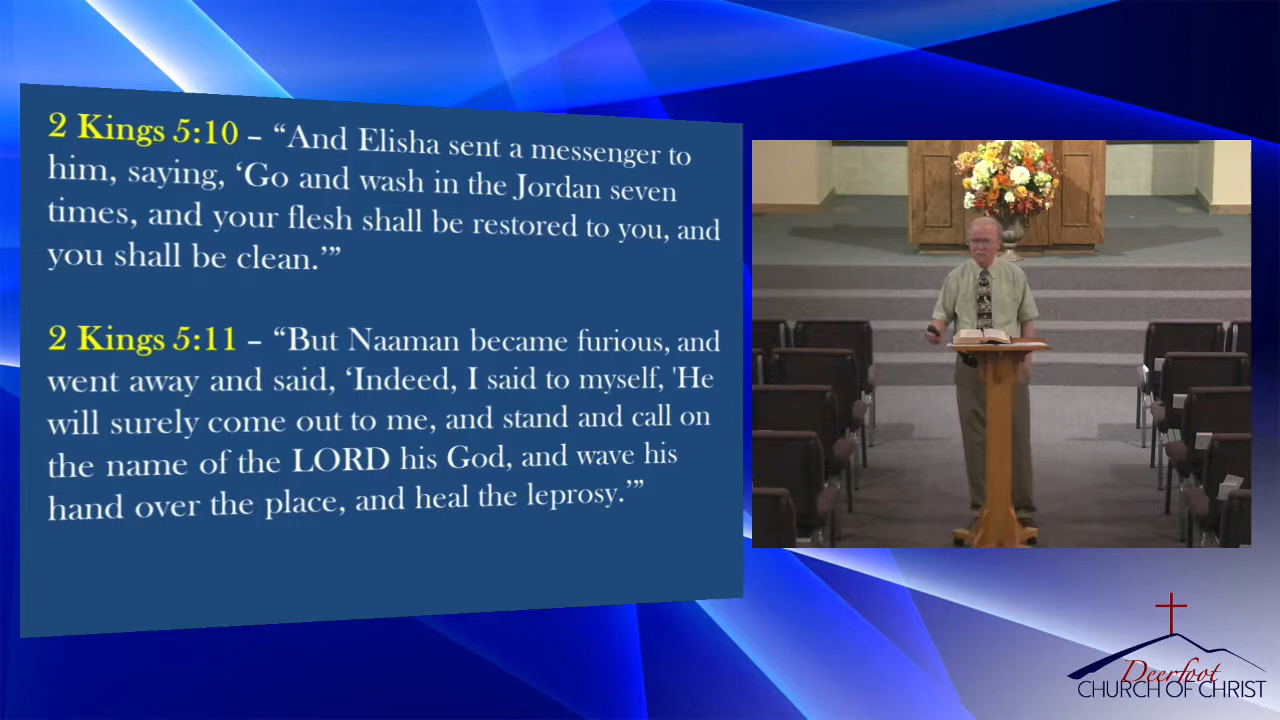 2 Kings 5:10 – “And Elisha sent a messenger to
him, saying, ‘Go and wash in the Jordan seven
times, and your flesh shall be restored to you, and
you shall be clean.’”
2 Kings 5:11 – “But Naaman became furious, and
went away and said, ‘Indeed, I said to myself, 'He
will surely come out to me, and stand and call on
the name of the LORD his God, and wave his
hand over the place, and heal the leprosy.’”
Deerfoot
CHURCH OF CHRIST